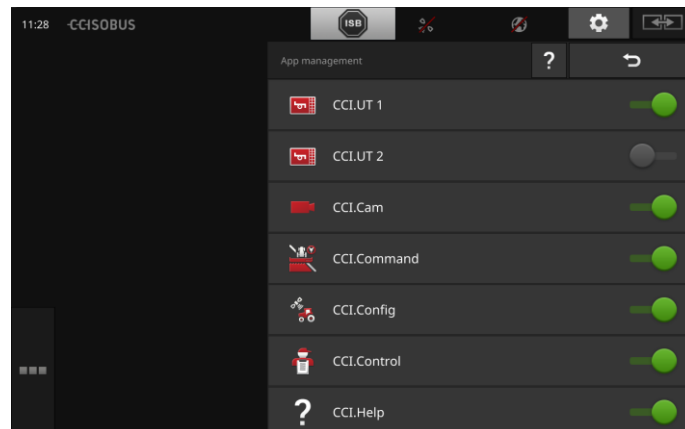 11:28 CCISOBUS ISB
App management ?
CCI.UT 1
CCI.UT 2
CCI.Cam
CCI.Command
CCI.Config
CCI.Control
? CCI.Help